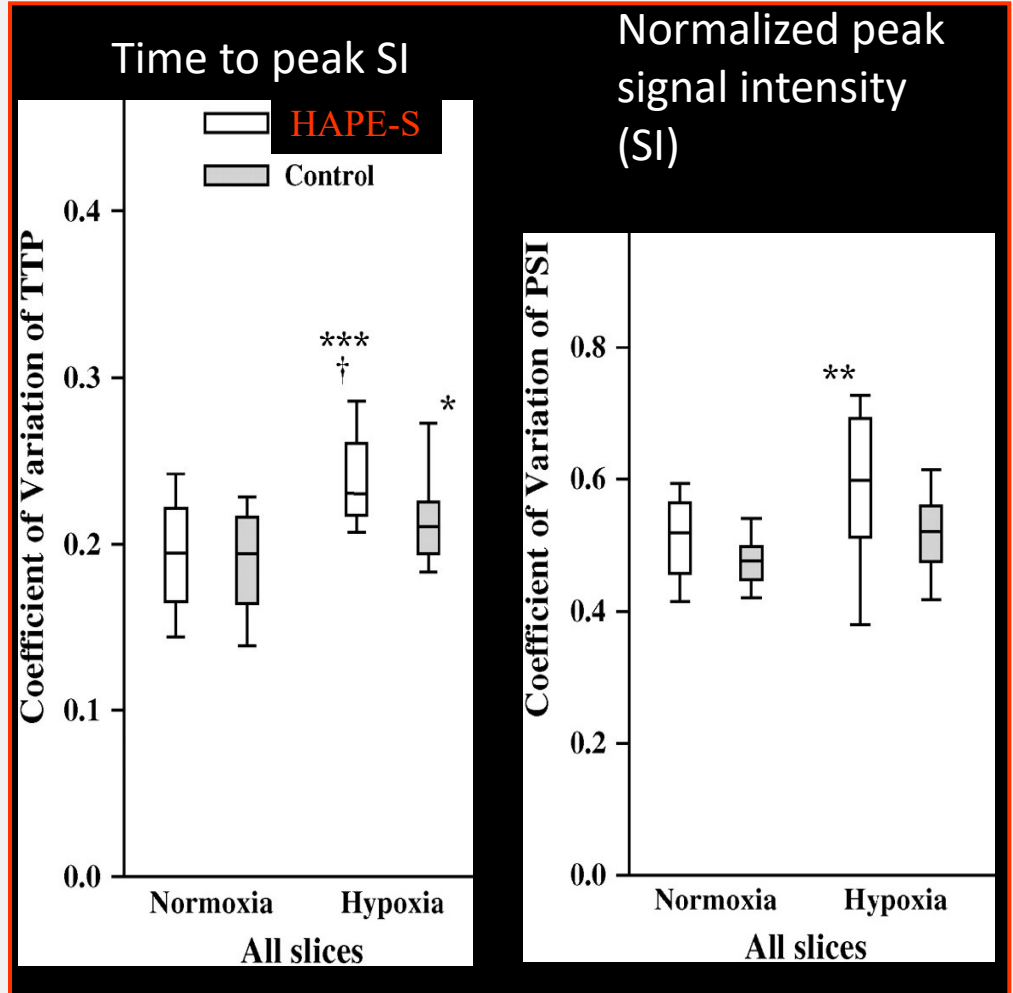 Time to peak SI
HAPE-S
Control
Coefficient of Variation of TTP
0.4
0.3
0.2
0.1
0.0
***
†
*
Normoxia Hypoxia
All slices
Normalized peak
signal intensity
(SI)
Coefficient of Variation of PSI
0.8
0.6
0.4
0.2
0.0
**
Normoxia Hypoxia
All slices